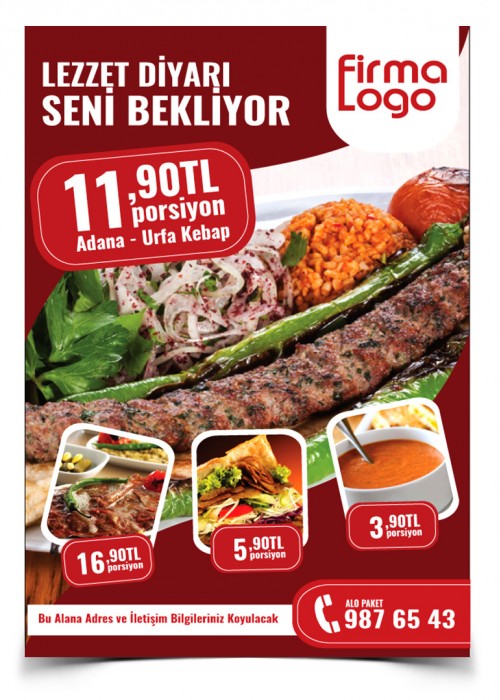 LEZZET DİYARI
SENİ BEKLİYOR
Firma
Logo
11,90TL
porsiyon
Adana - Urfa Kebap
16,90TL
porsiyon
5,90TL
porsiyon
3,90TL
porsiyon
Bu Alana Adres ve İletişim Bilgileriniz Koyulacak
ALO PAKET
987 65 43